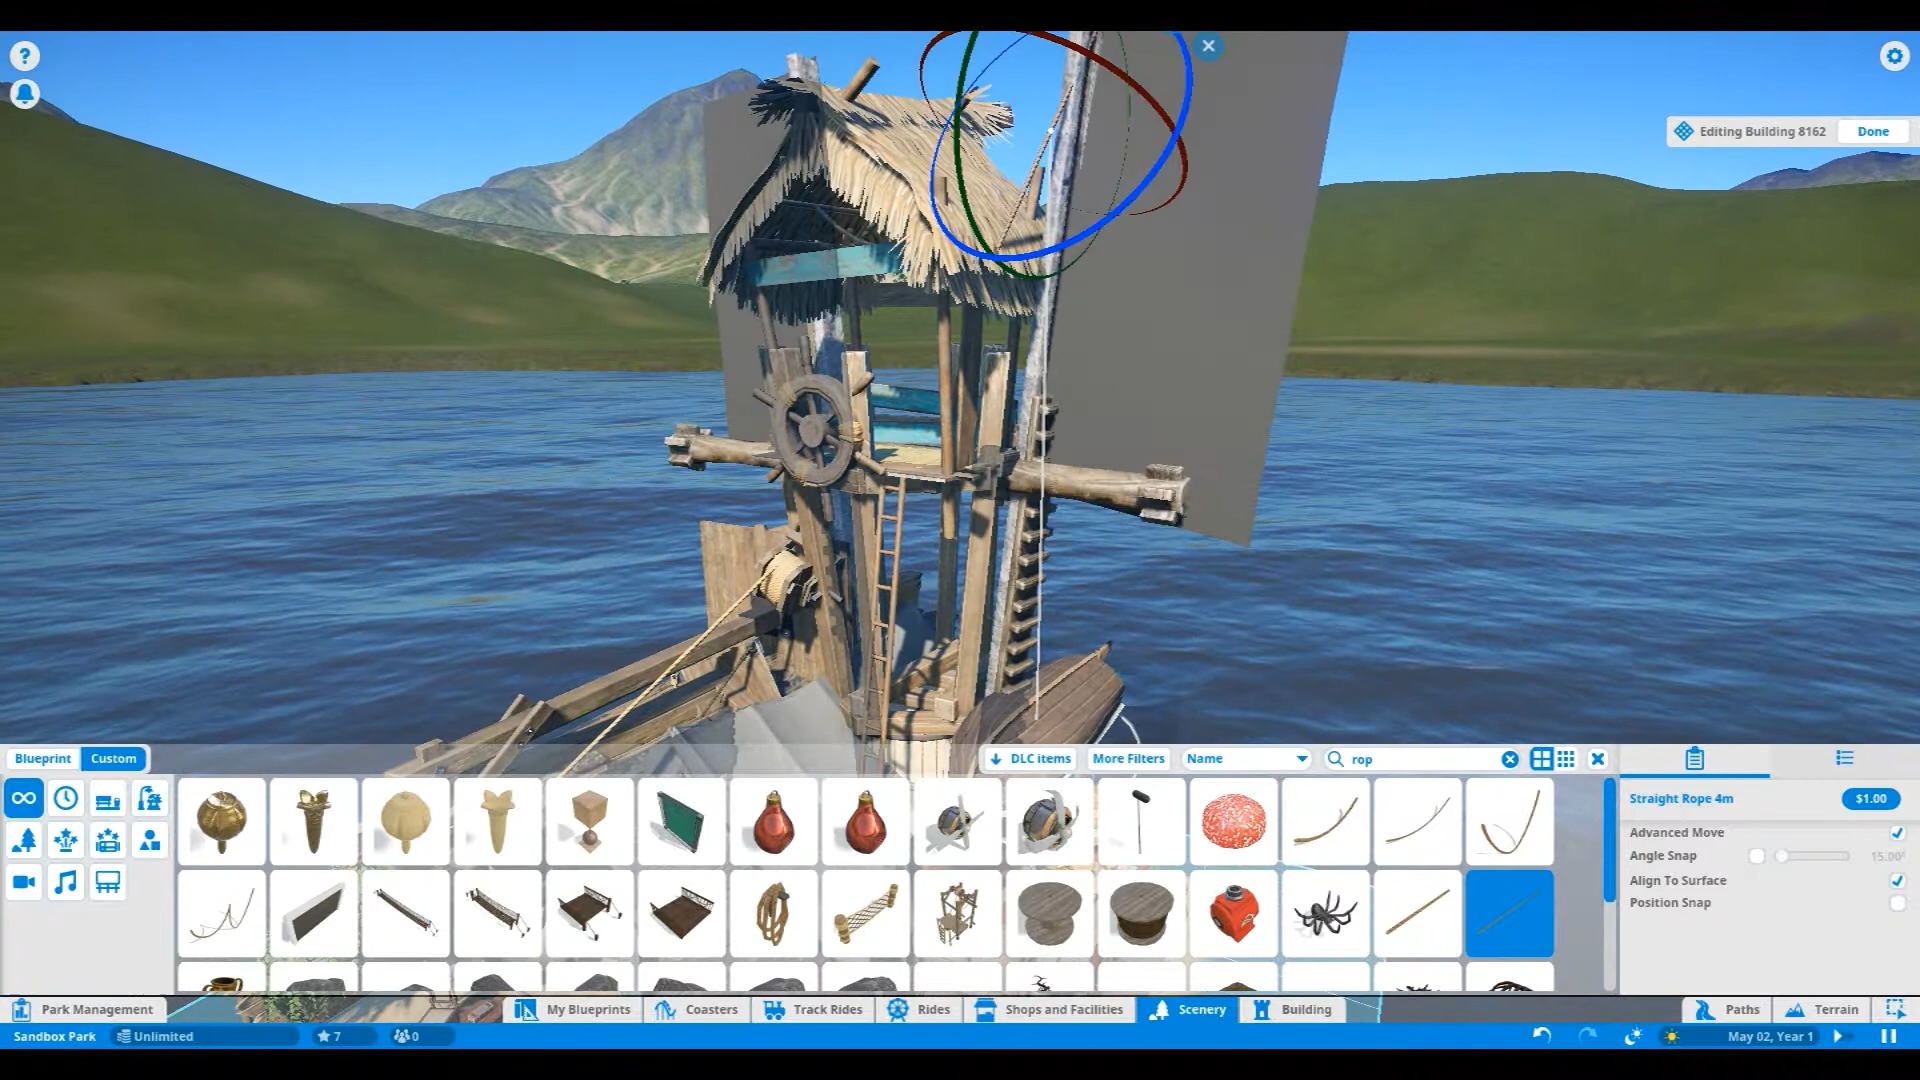 ?
Editing Building 8162
Done
Blueprint
Custom
DLC items
More Filters
Name
rop
Straight Rope 4m
$1.00
Advanced Move
Angle Snap
15.00°
Align To Surface
Position Snap
Park Management
My Blueprints
Coasters
Track Rides
Rides
Shops and Facilities
Scenery
Building
Paths
Terrain
Sandbox Park
Unlimited
7
0
May 02, Year 1